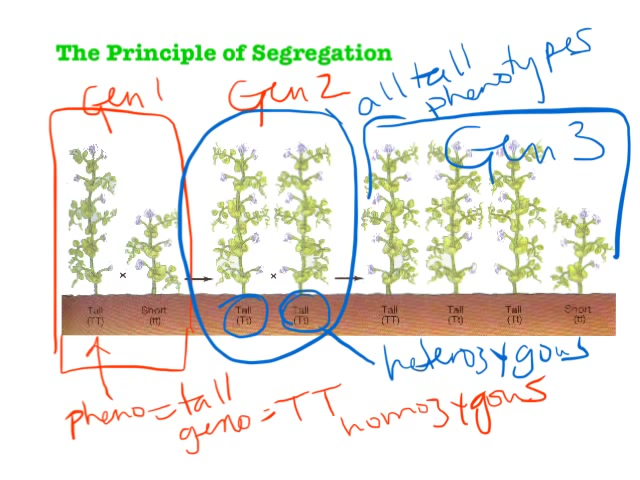 The Principle of Segregation
Gen 1
Gen 2
all tall
phenotypes
Gen 3
x
x
Tall
(TT)
Short
(tt)
Tall
(Tt)
Tall
(Tt)
Tall
(TT)
Tall
(Tt)
Tall
(Tt)
Short
(tt)
heterozygous
pheno = tall
geno = TT
homozygous